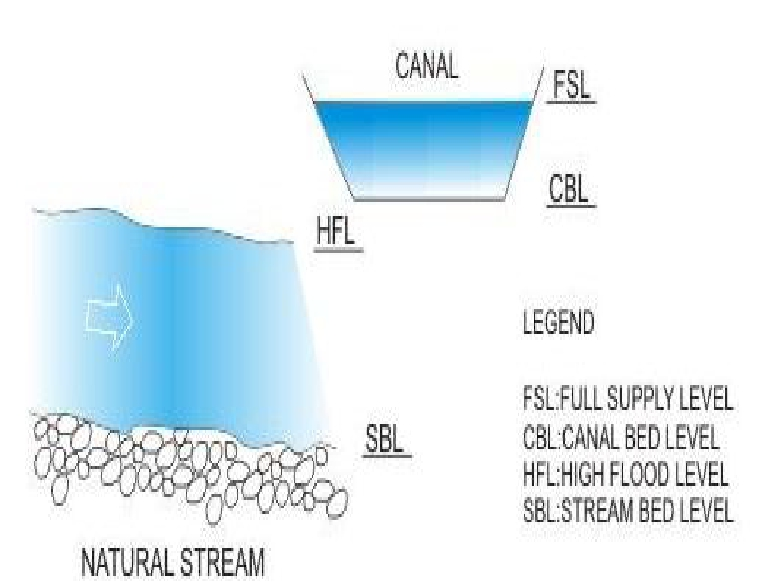 CANAL
FSL
CBL
HFL
LEGEND
FSL:FULL SUPPLY LEVEL
CBL:CANAL BED LEVEL
HFL:HIGH FLOOD LEVEL
SBL:STREAM BED LEVEL
SBL
NATURAL STREAM